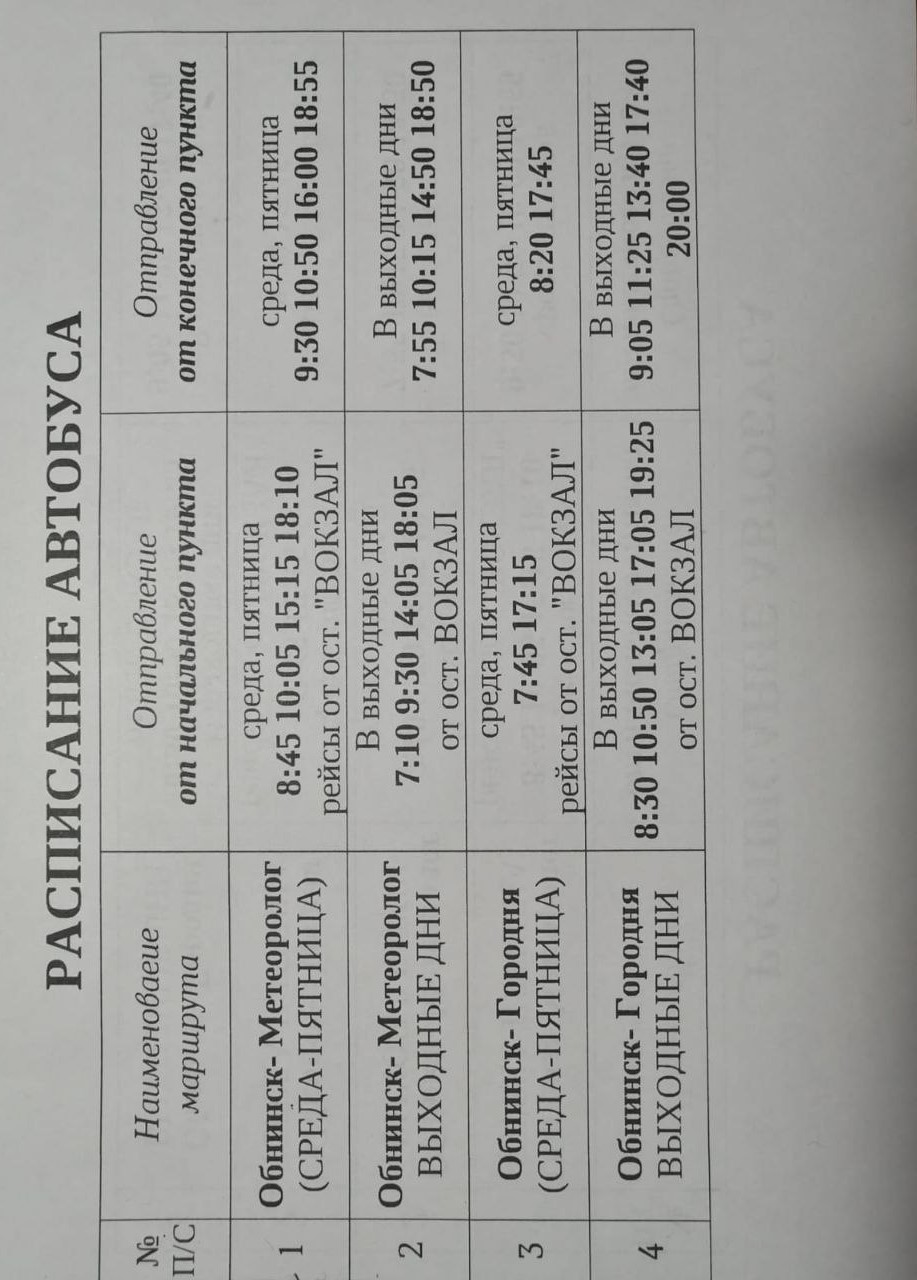 РАСПИСАНИЕ АВТОБУСА
№
П/С
Наименоваеие
маршрута
Отправление
от начального пункта
Отправление
от конечного пункта
1
Обнинск- Метеоролог
(СРЕДА-ПЯТНИЦА)
среда, пятница
8:45 10:05 15:15 18:10
рейсы от ост. "ВОКЗАЛ"
среда, пятница
9:30 10:50 16:00 18:55
2
Обнинск- Метеоролог
ВЫХОДНЫЕ ДНИ
В выходные дни
7:10 9:30 14:05 18:05
от ост. ВОКЗАЛ
В выходные дни
7:55 10:15 14:50 18:50
3
Обнинск- Городня
(СРЕДА-ПЯТНИЦА)
среда, пятница
7:45 17:15
рейсы от ост. "ВОКЗАЛ"
среда, пятница
8:20 17:45
4
Обнинск- Городня
ВЫХОДНЫЕ ДНИ
В выходные дни
8:30 10:50 13:05 17:05 19:25
от ост. ВОКЗАЛ
В выходные дни
9:05 11:25 13:40 17:40
20:00